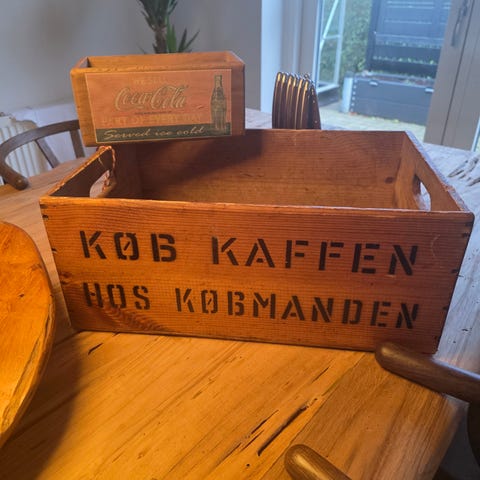 Coca-Cola
Served ice cold
KØB KAFFEN
HOS KØBMANDEN